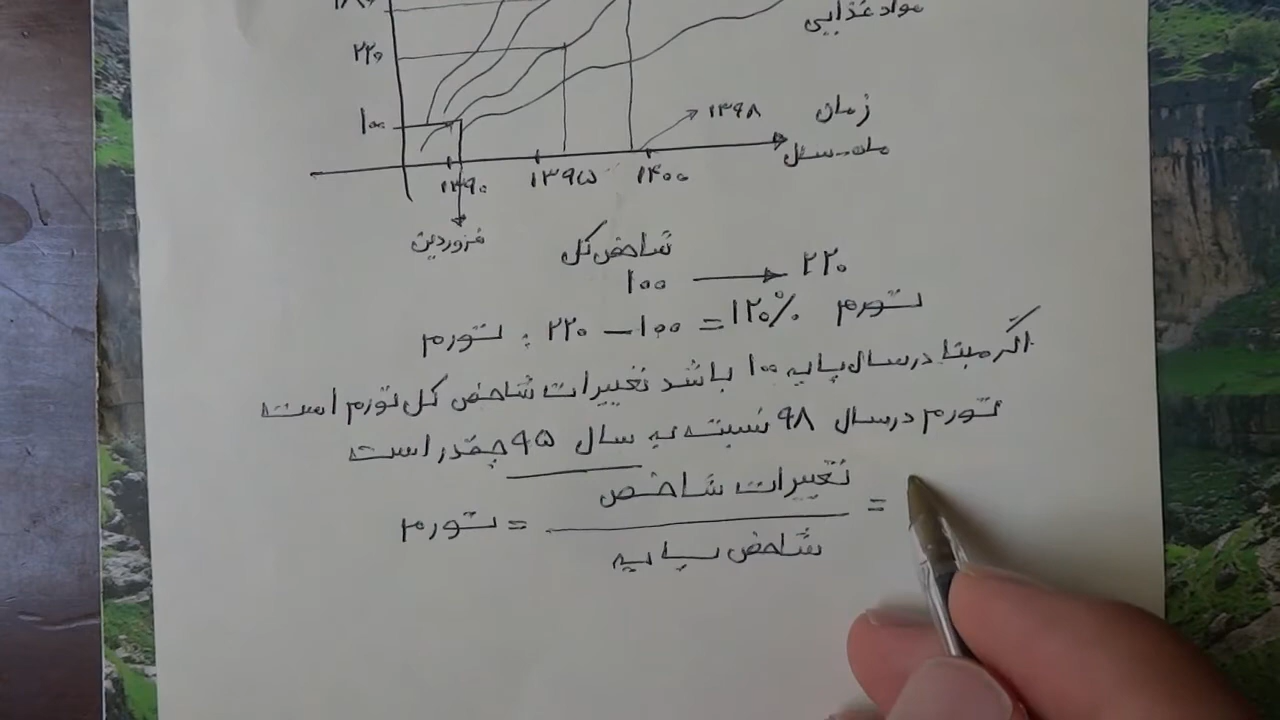 مواد غذایی
۲۲۰
۱۰۰
۱۳۹۸
زمان
ماه-سال
۱۳۹۰ ۱۳۹۵ ۱۴۰۰
فروردین
شاخص کل
۱۰۰ → ۲۲۰
تورم : ۲۲۰ – ۱۰۰ = ۱۲۰٪ تورم
اگر مبنا در سال پایه ۱۰۰ باشد تغییرات شاخص کل تورم است
تورم در سال ۹۸ نسبت به سال ۹۵ چقدر است
تورم = تغییرات شاخص =
شاخص پایه